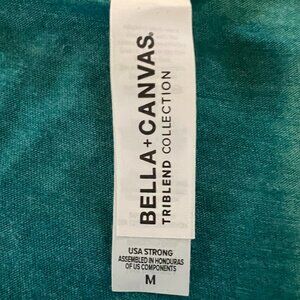 BELLA+CANVAS.
TRIBLEND COLLECTION
USA STRONG
ASSEMBLED IN HONDURAS
OF US COMPONENTS
M